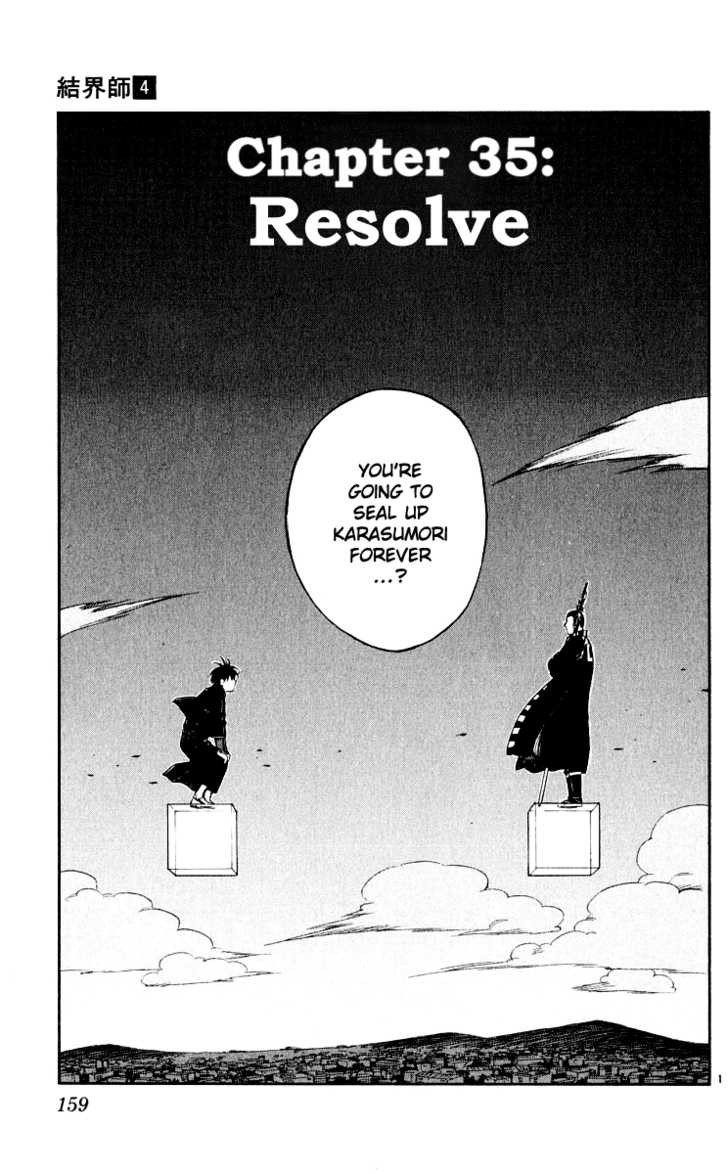 結界師4
Chapter 35:
Resolve
YOU'RE
GOING TO
SEAL UP
KARASUMORI
FOREVER
...?
1
159